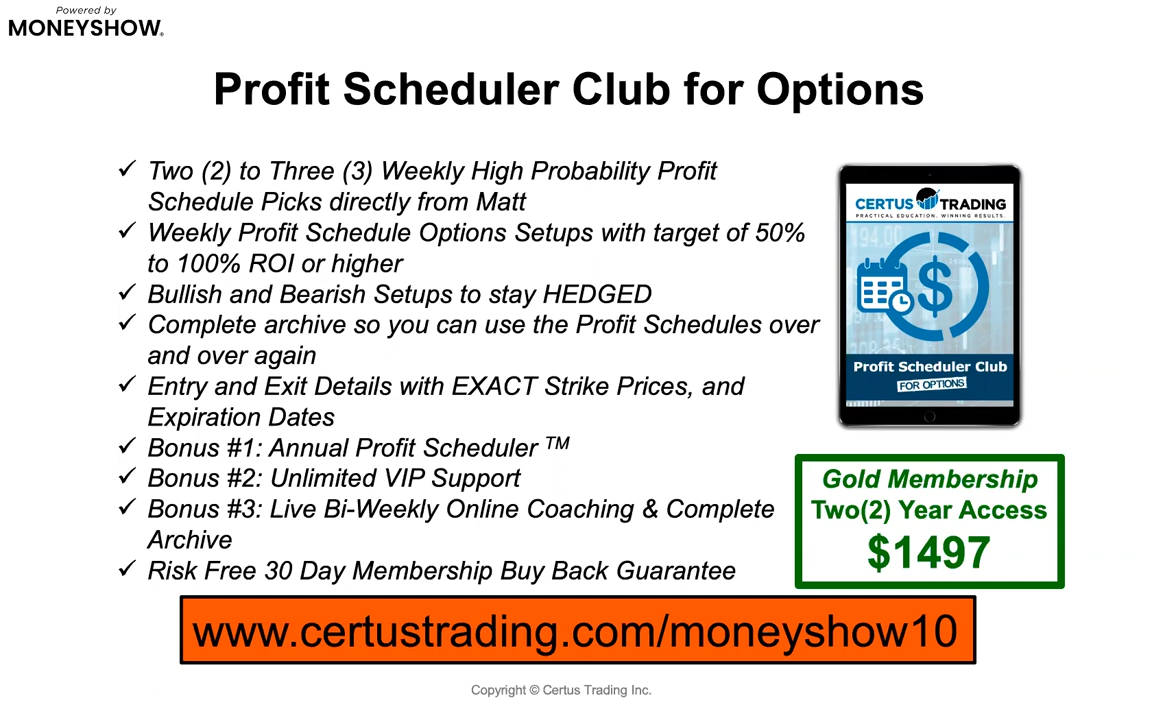 Powered by
MONEYSHOW®
Profit Scheduler Club for Options
✓ Two (2) to Three (3) Weekly High Probability Profit
Schedule Picks directly from Matt
✓ Weekly Profit Schedule Options Setups with target of 50%
to 100% ROI or higher
✓ Bullish and Bearish Setups to stay HEDGED
✓ Complete archive so you can use the Profit Schedules over
and over again
✓ Entry and Exit Details with EXACT Strike Prices, and
Expiration Dates
✓ Bonus #1: Annual Profit Scheduler TM
✓ Bonus #2: Unlimited VIP Support
✓ Bonus #3: Live Bi-Weekly Online Coaching & Complete
Archive
✓ Risk Free 30 Day Membership Buy Back Guarantee
CERTUS TRADING
PRACTICAL EDUCATION. WINNING RESULTS.
194.00
$
Profit Scheduler Club
FOR OPTIONS
Gold Membership
Two(2) Year Access
$1497
www.certustrading.com/moneyshow10
Copyright © Certus Trading Inc.